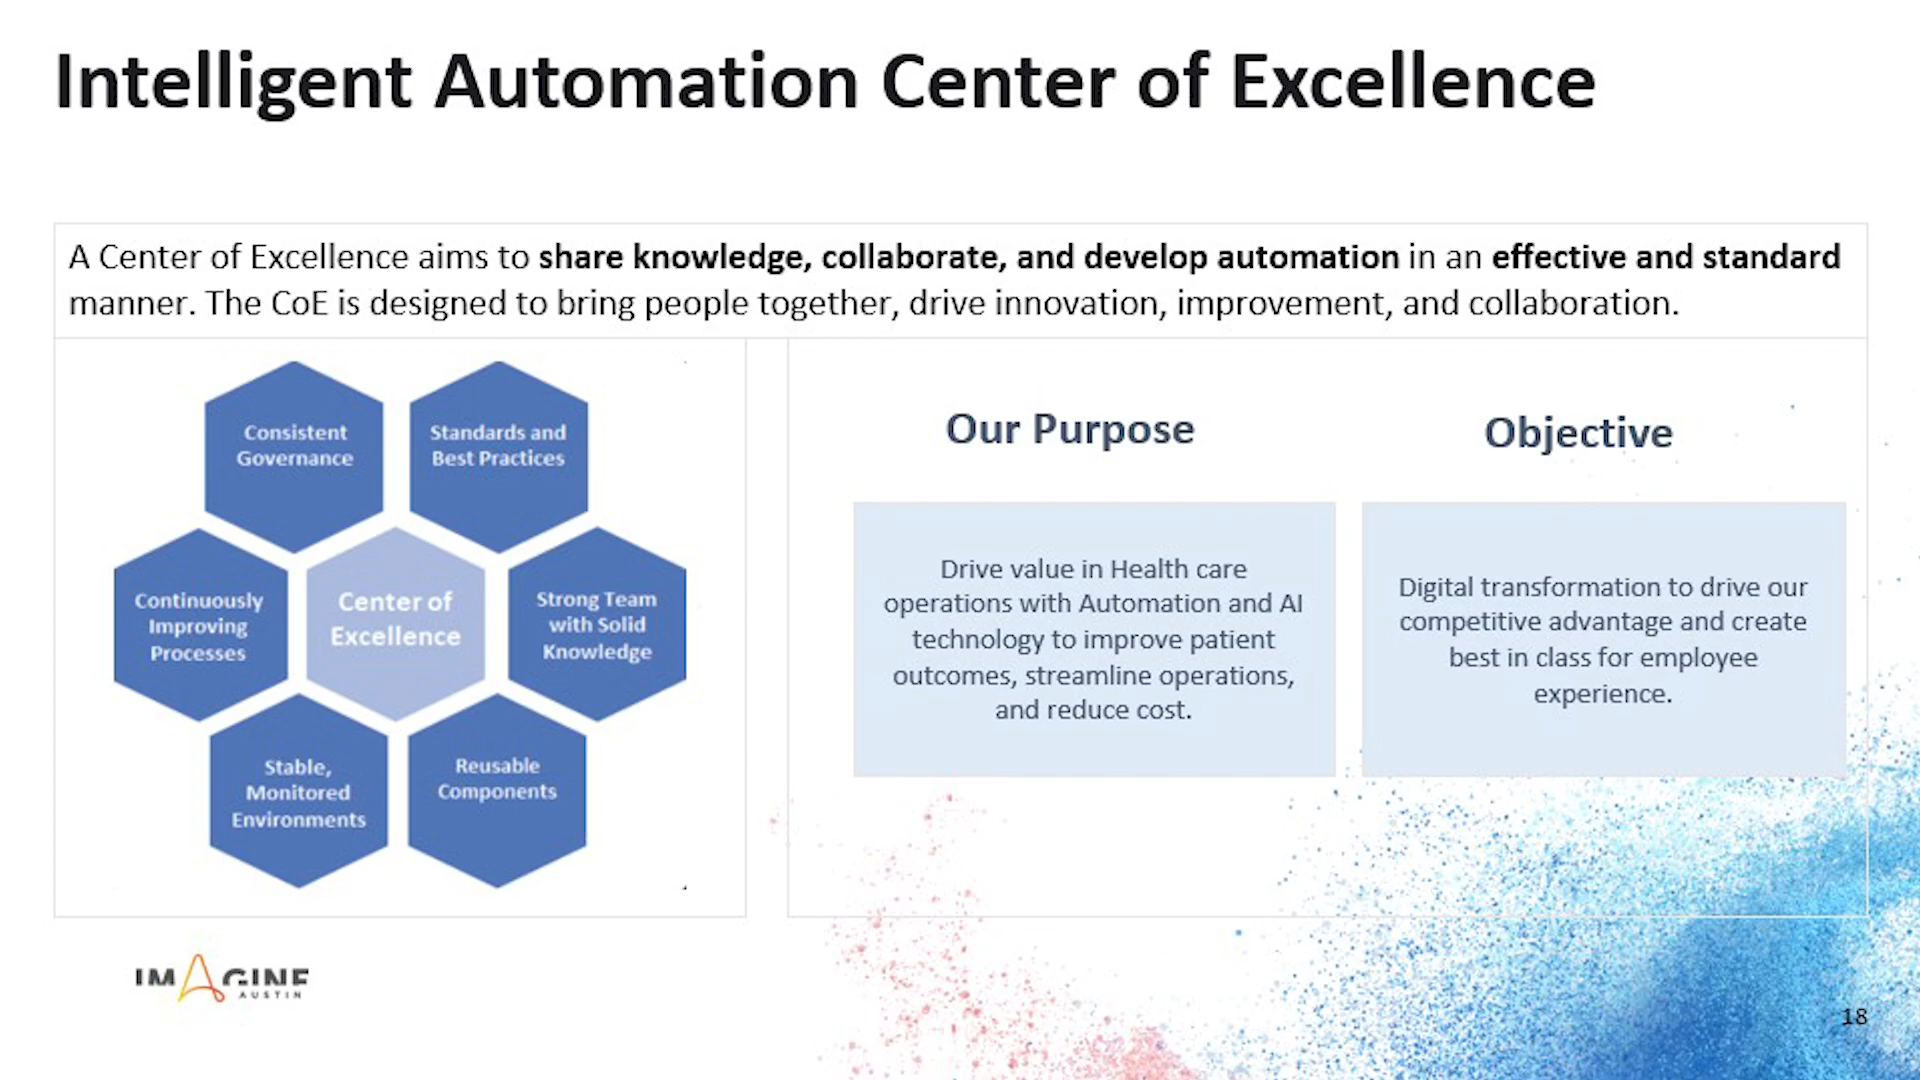 Intelligent Automation Center of Excellence
A Center of Excellence aims to share knowledge, collaborate, and develop automation in an effective and standard
manner. The CoE is designed to bring people together, drive innovation, improvement, and collaboration.
Consistent
Governance
Standards and
Best Practices
Continuously
Improving
Processes
Center of
Excellence
Strong Team
with Solid
Knowledge
Stable,
Monitored
Environments
Reusable
Components
Our Purpose
Drive value in Health care
operations with Automation and AI
technology to improve patient
outcomes, streamline operations,
and reduce cost.
Objective
Digital transformation to drive our
competitive advantage and create
best in class for employee
experience.
IMAGINE
AUSTIN
18